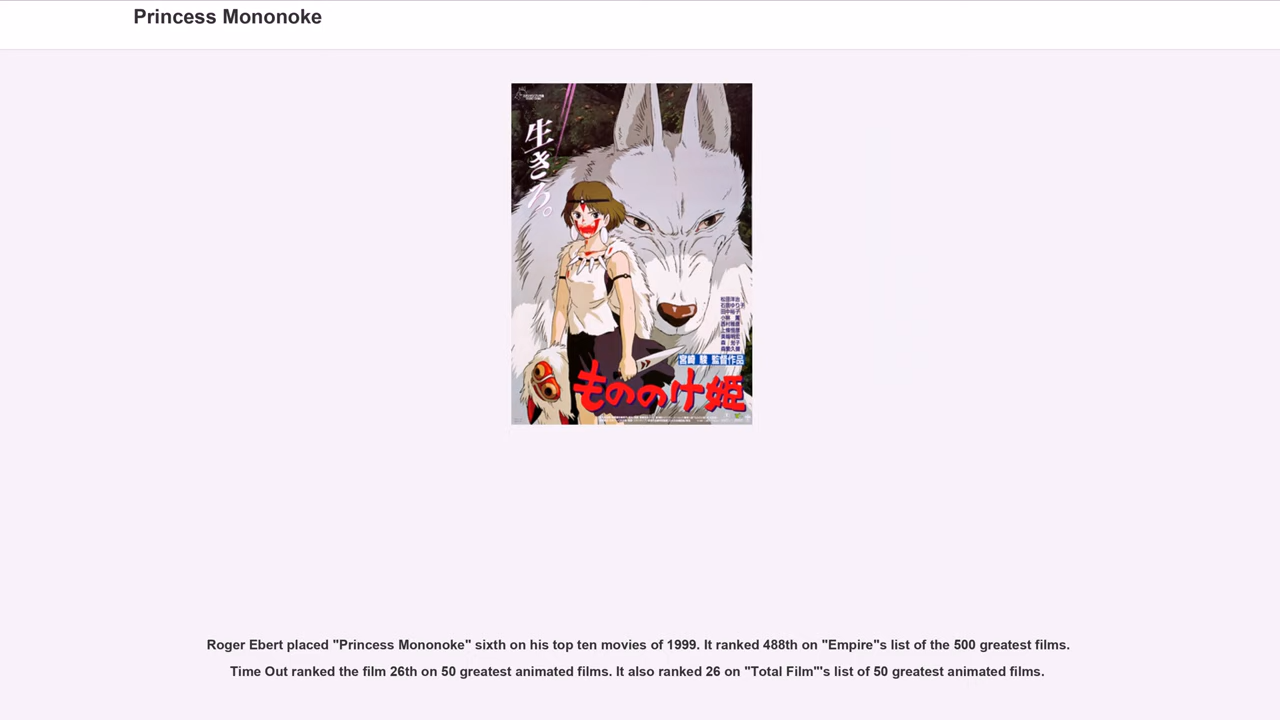 Princess Mononoke
生きろ。
宮崎 駿 監督作品
もののけ姫
Roger Ebert placed "Princess Mononoke" sixth on his top ten movies of 1999. It ranked 488th on "Empire"s list of the 500 greatest films.
Time Out ranked the film 26th on 50 greatest animated films. It also ranked 26 on "Total Film"'s list of 50 greatest animated films.